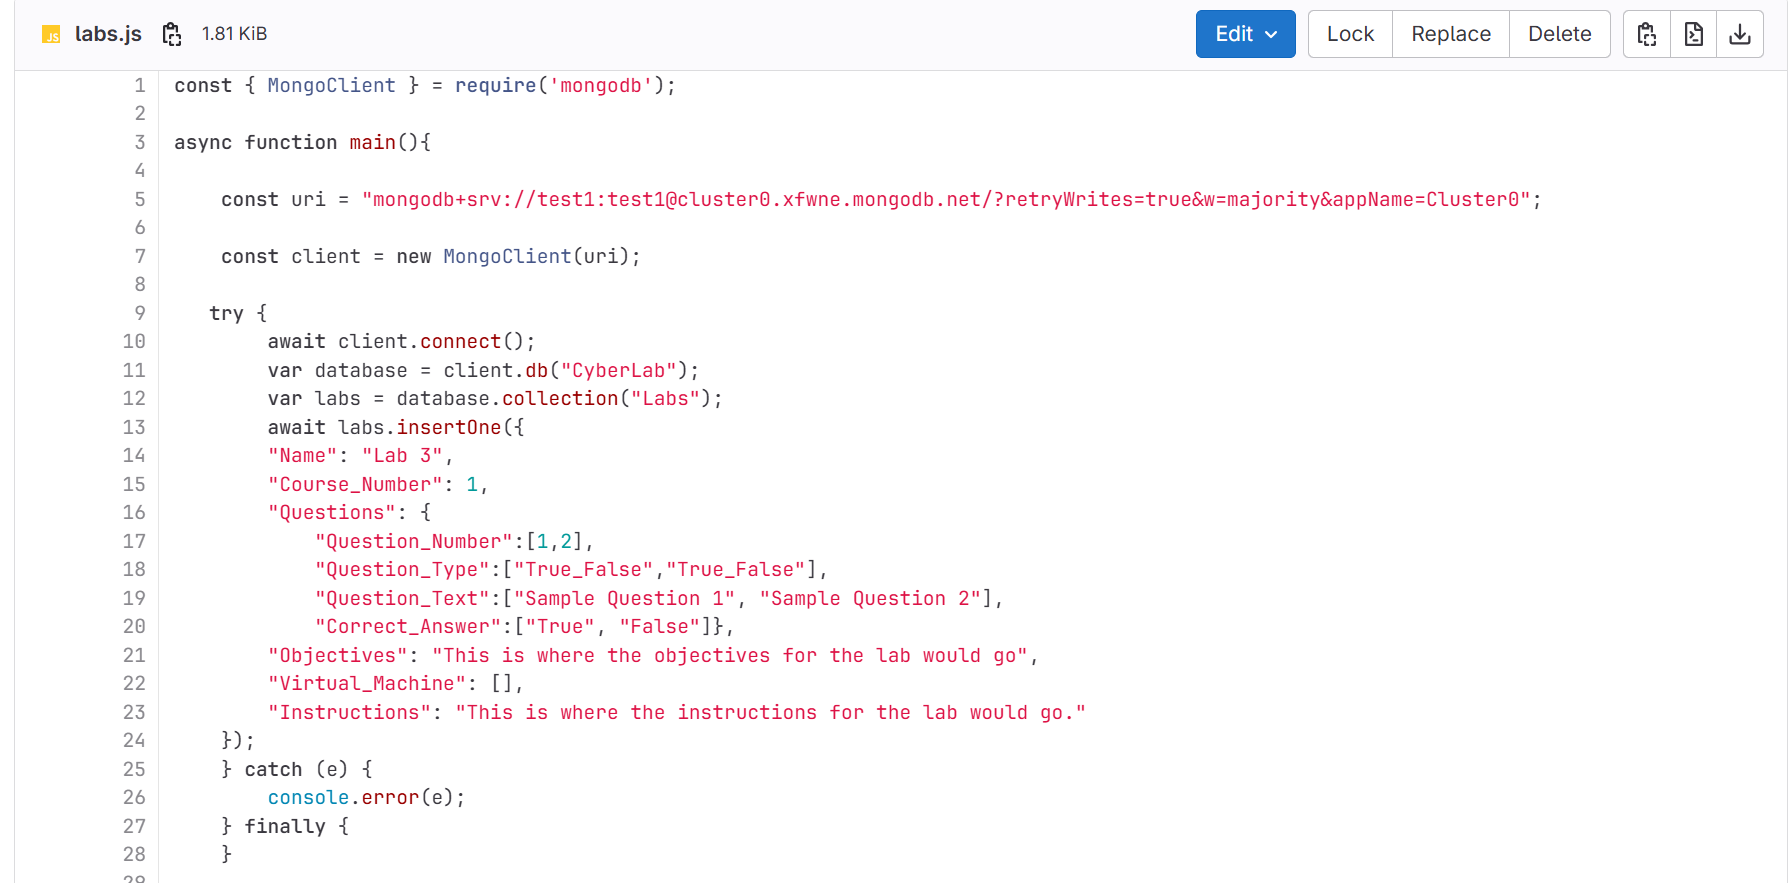 labs.js 1.81 KiB Edit Lock Replace Delete
1 const { MongoClient } = require('mongodb');
2
3 async function main(){
4
5 const uri = "mongodb+srv://test1:test1@cluster0.xfwne.mongodb.net/?retryWrites=true&w=majority&appName=Cluster0";
6
7 const client = new MongoClient(uri);
8
9 try {
10 await client.connect();
11 var database = client.db("CyberLab");
12 var labs = database.collection("Labs");
13 await labs.insertOne({
14 "Name": "Lab 3",
15 "Course_Number": 1,
16 "Questions": {
17 "Question_Number":[1,2],
18 "Question_Type":["True_False","True_False"],
19 "Question_Text":["Sample Question 1", "Sample Question 2"],
20 "Correct_Answer":["True", "False"]},
21 "Objectives": "This is where the objectives for the lab would go",
22 "Virtual_Machine": [],
23 "Instructions": "This is where the instructions for the lab would go."
24 });
25 } catch (e) {
26 console.error(e);
27 } finally {
28 }
29